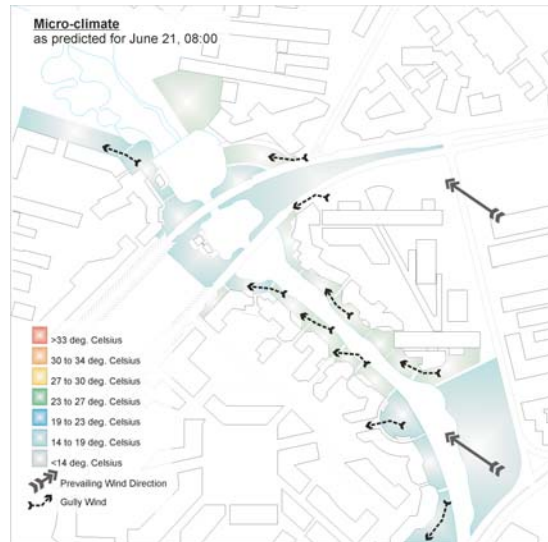 Micro-climate
as predicted for June 21, 08:00
>33 deg. Celsius
30 to 34 deg. Celsius
27 to 30 deg. Celsius
23 to 27 deg. Celsius
19 to 23 deg. Celsius
14 to 19 deg. Celsius
<14 deg. Celsius
Prevailing Wind Direction
Gully Wind